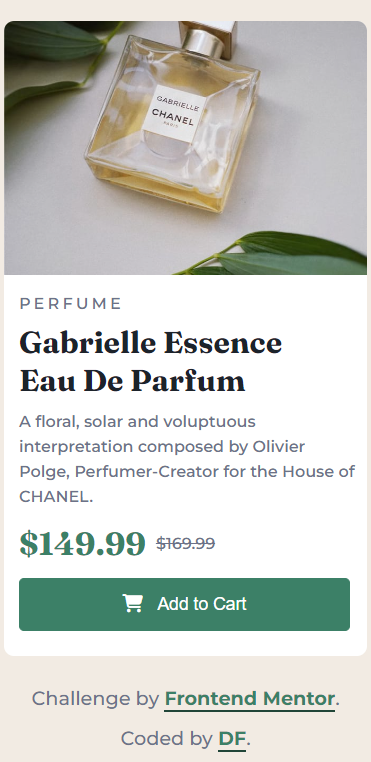 GABRIELLE
CHANEL
PARIS
PERFUME
Gabrielle Essence
Eau De Parfum
A floral, solar and voluptuous
interpretation composed by Olivier
Polge, Perfumer-Creator for the House of
CHANEL.
$149.99 $169.99
Add to Cart
Challenge by Frontend Mentor.
Coded by DF.